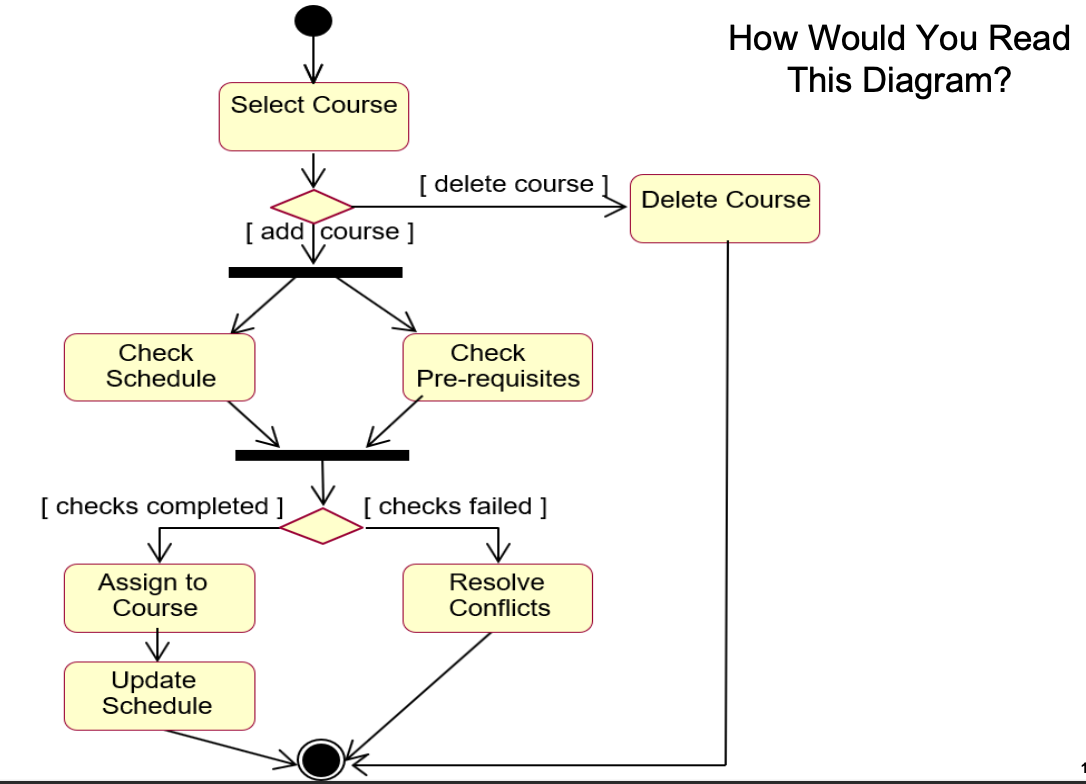 How Would You Read
This Diagram?
Select Course
[ delete course ]
Delete Course
[ add course ]
Check
Schedule
Check
Pre-requisites
[ checks completed ]
[ checks failed ]
Assign to
Course
Resolve
Conflicts
Update
Schedule
1